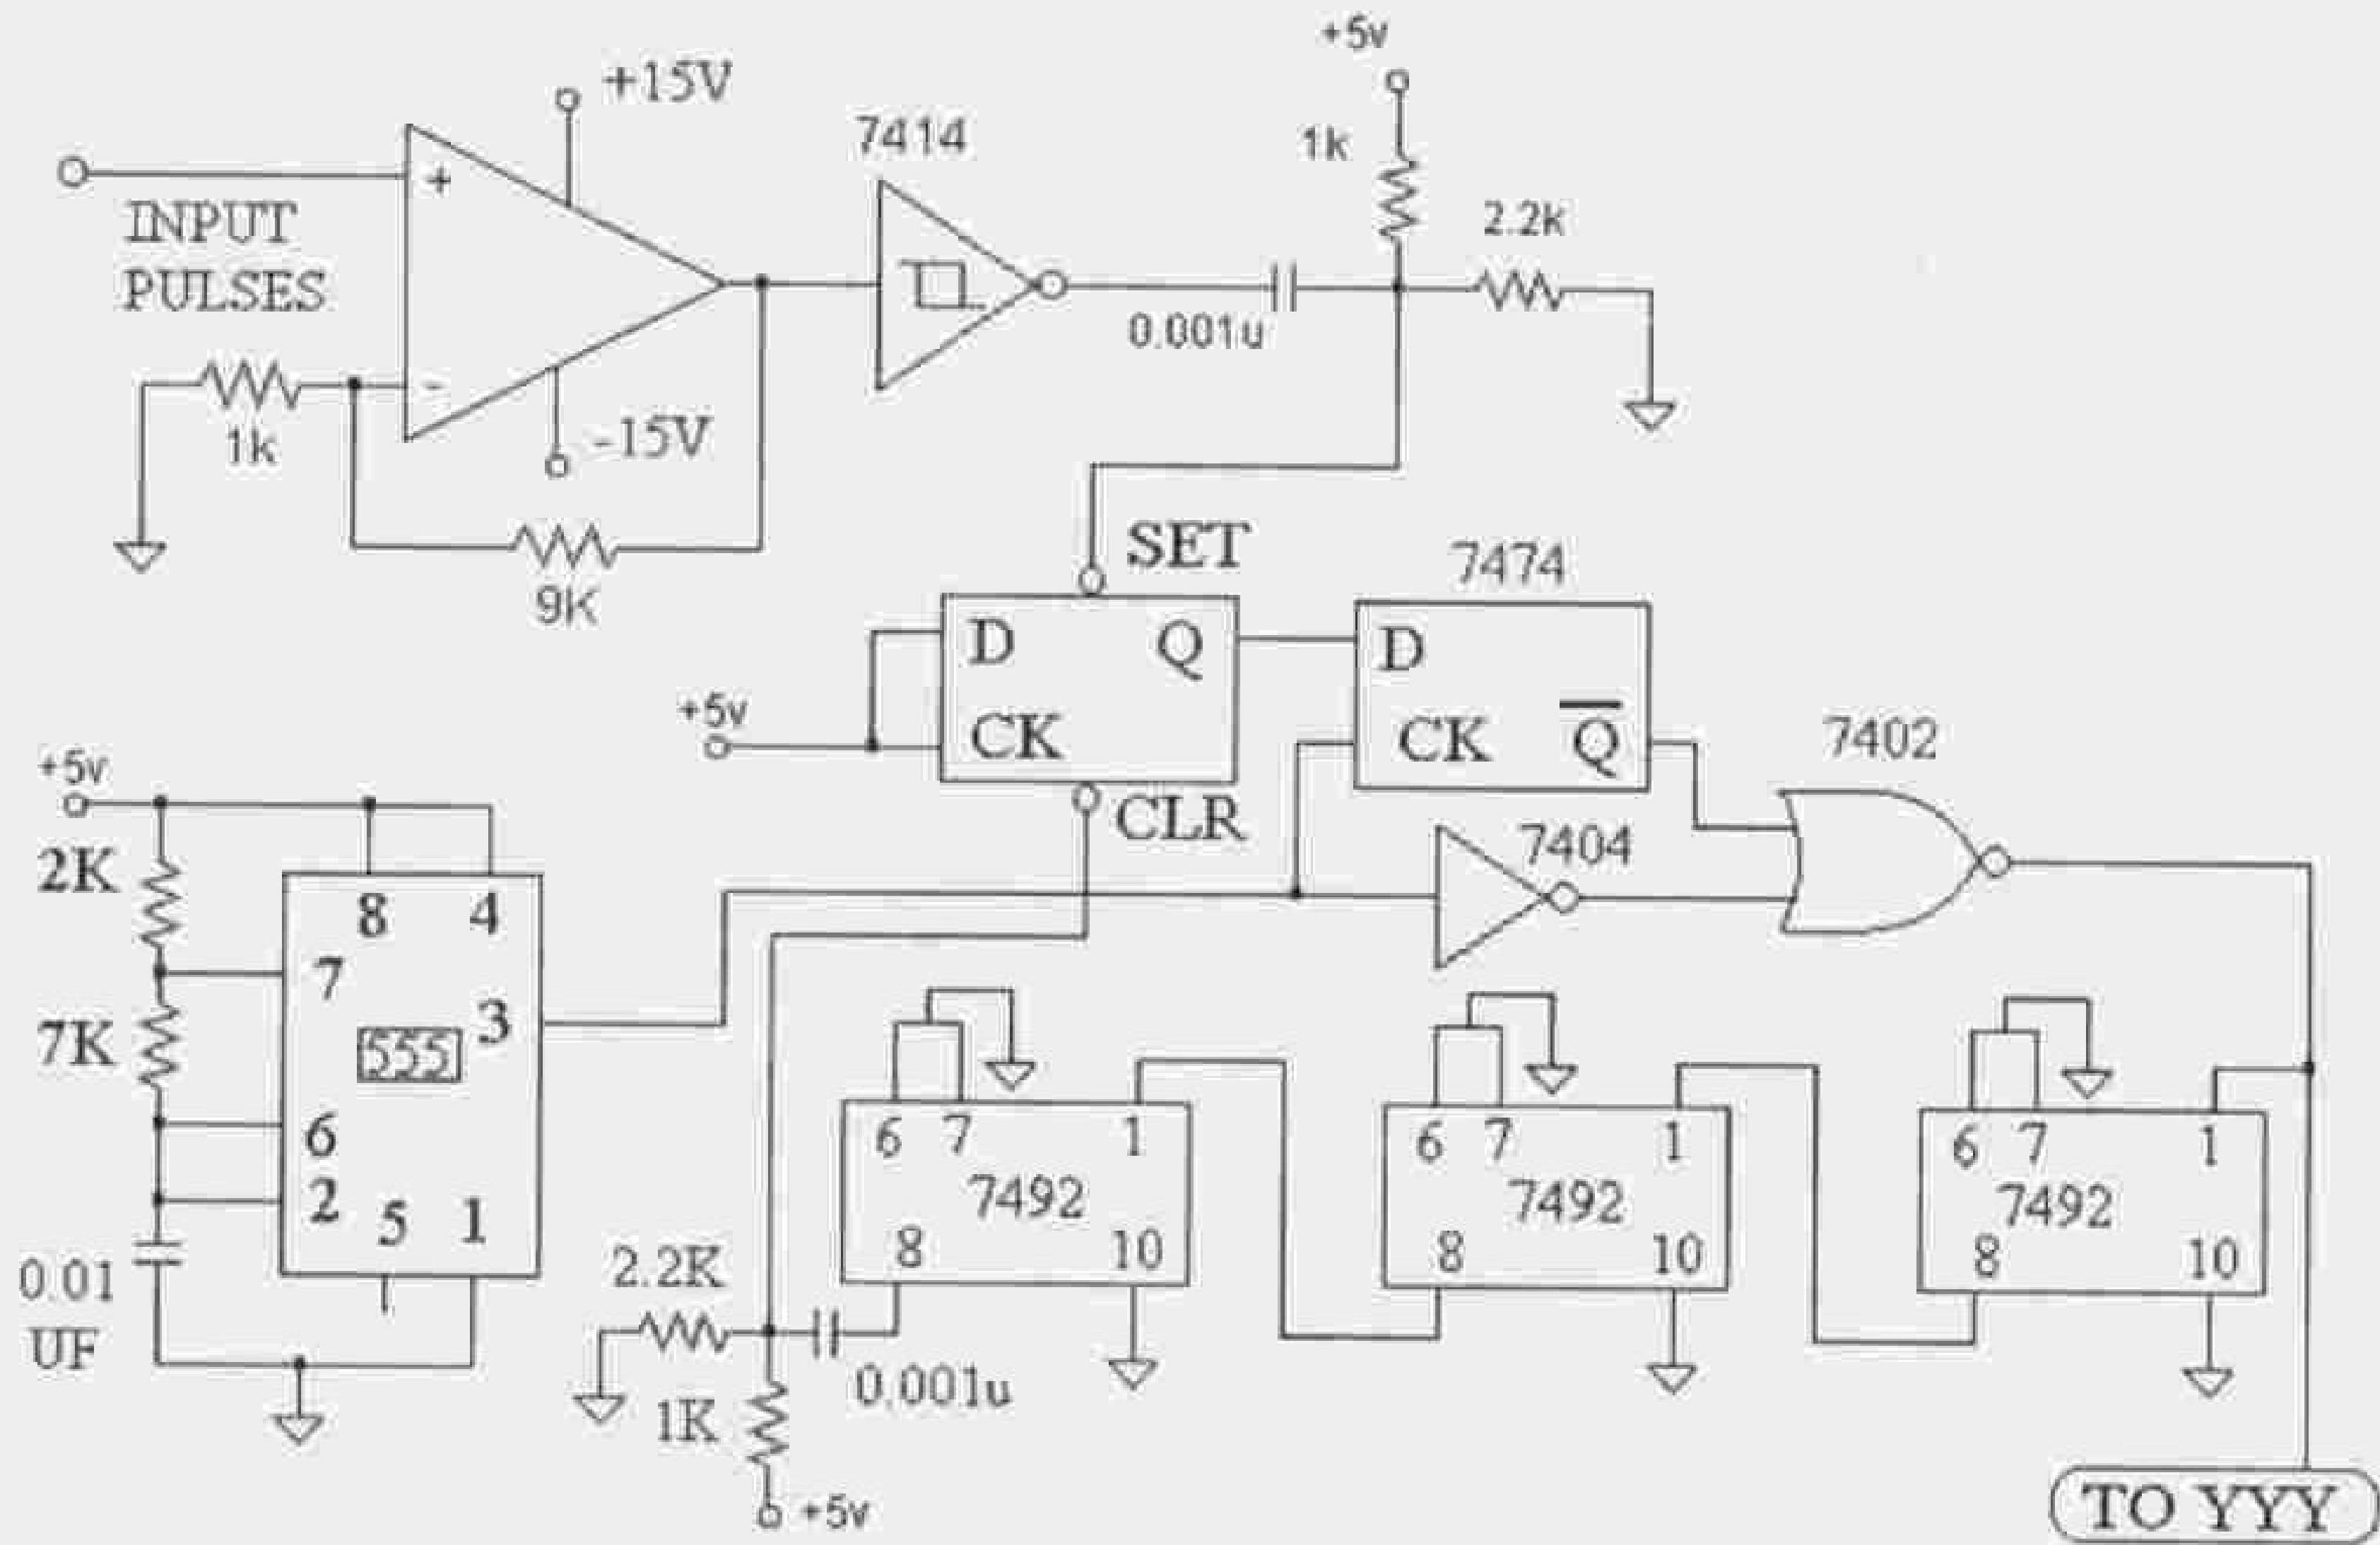 +5v
+15V
7414
1k
+
INPUT
PULSES
2.2k
0.001u
-
1k
-15V
SET
7474
9K
D Q
D
+5v
CK
CK Q̅
7402
+5v
CLR
7404
2K
8 4
7
3
7K
555
6
2 5 1
6 7 1
7492
8 10
6 7 1
7492
8 10
6 7 1
7492
8 10
0.01
UF
2.2K
0.001u
1K
+5v
TO YYY